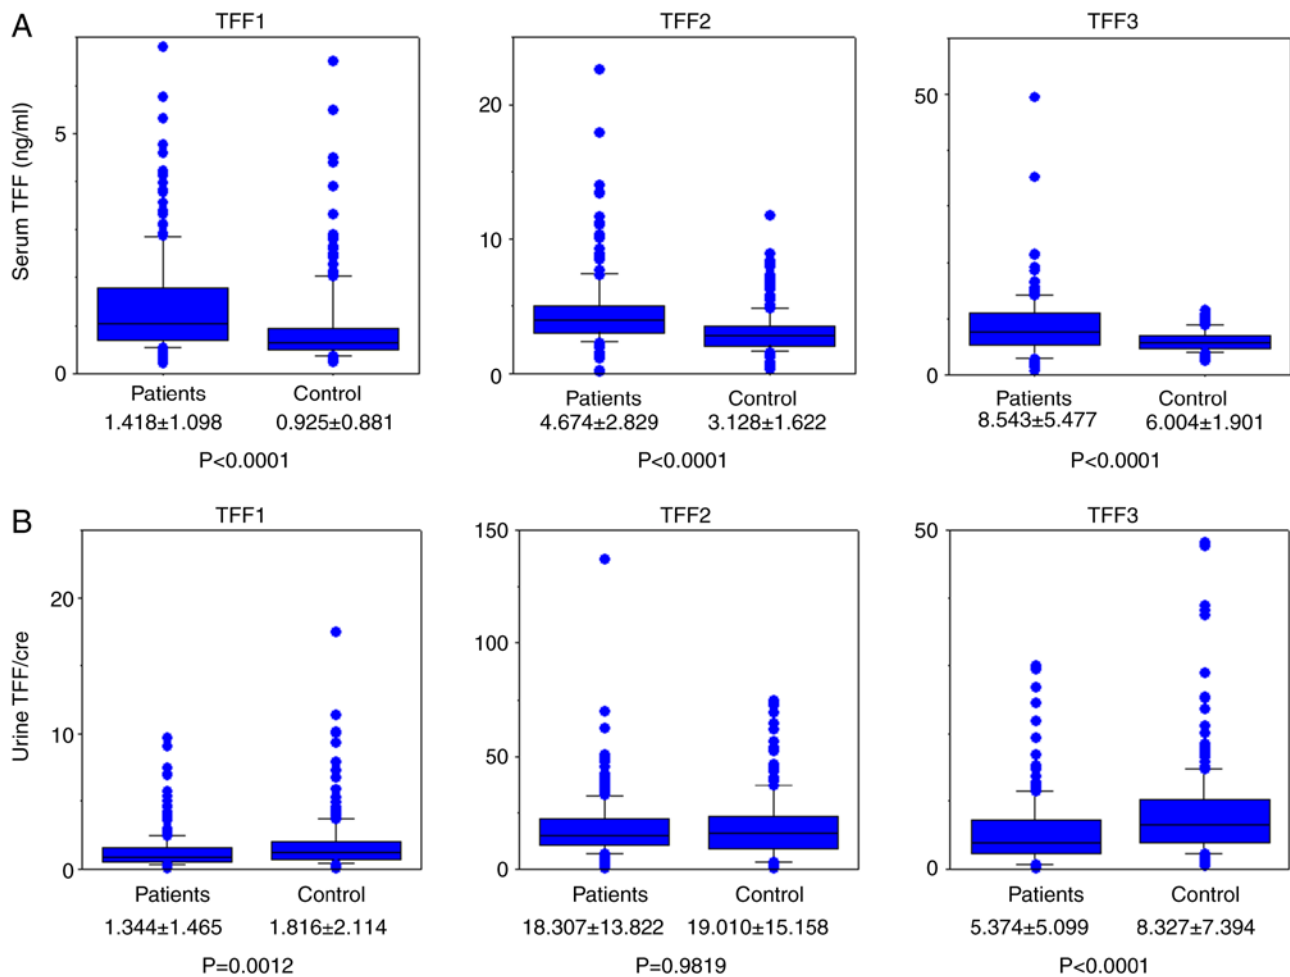 A
TFF1
TFF2
TFF3
Serum TFF (ng/ml)
5
0
20
10
0
50
0
Patients Control
1.418±1.098 0.925±0.881
P<0.0001
Patients Control
4.674±2.829 3.128±1.622
P<0.0001
Patients Control
8.543±5.477 6.004±1.901
P<0.0001
B
TFF1
TFF2
TFF3
Urine TFF/cre
20
10
0
150
100
50
0
50
0
Patients Control
1.344±1.465 1.816±2.114
P=0.0012
Patients Control
18.307±13.822 19.010±15.158
P=0.9819
Patients Control
5.374±5.099 8.327±7.394
P<0.0001